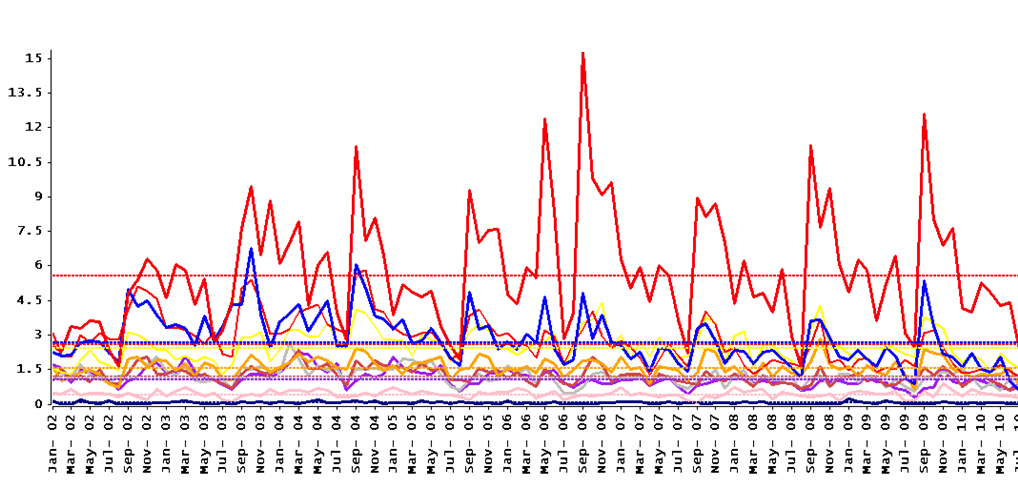 15
13.5
12
10.5
9
7.5
6
4.5
3
1.5
0
Jan- 02
Mar- 02
May- 02
Jul- 02
Sep- 02
Nov- 02
Jan- 03
Mar- 03
May- 03
Jul- 03
Sep- 03
Nov- 03
Jan- 04
Mar- 04
May- 04
Jul- 04
Sep- 04
Nov- 04
Jan- 05
Mar- 05
May- 05
Jul- 05
Sep- 05
Nov- 05
Jan- 06
Mar- 06
May- 06
Jul- 06
Sep- 06
Nov- 06
Jan- 07
Mar- 07
May- 07
Jul- 07
Sep- 07
Nov- 07
Jan- 08
Mar- 08
May- 08
Jul- 08
Sep- 08
Nov- 08
Jan- 09
Mar- 09
May- 09
Jul- 09
Sep- 09
Nov- 09
Jan- 10
Mar- 10
May- 10